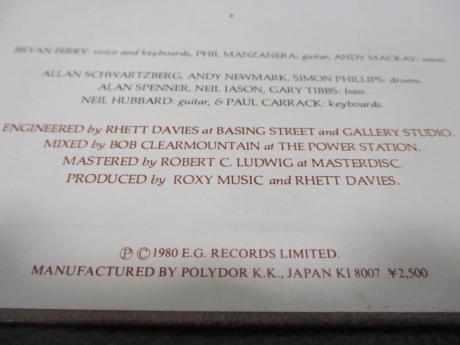 BRYAN FERRY: voice and keyboards, PHIL MANZANERA: guitar, ANDY MACKAY: saxes.
ALLAN SCHWARTZBERG, ANDY NEWMARK, SIMON PHILLIPS: drums.
ALAN SPENNER, NEIL JASON, GARY TIBBS: bass.
NEIL HUBBARD: guitar, & PAUL CARRACK: keyboards.
ENGINEERED by RHETT DAVIES at BASING STREET and GALLERY STUDIO.
MIXED by BOB CLEARMOUNTAIN at THE POWER STATION.
MASTERED by ROBERT C. LUDWIG at MASTERDISC.
PRODUCED by ROXY MUSIC and RHETT DAVIES.
℗ © 1980 E.G. RECORDS LIMITED.
MANUFACTURED BY POLYDOR K.K., JAPAN KI 8007 ¥2,500